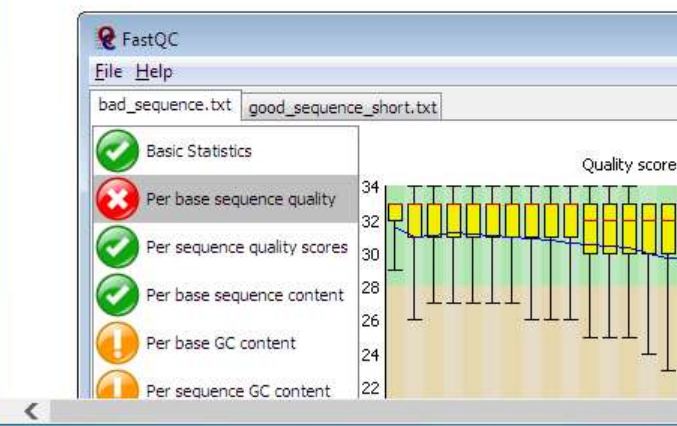 FastQC
File Help
bad_sequence.txt good_sequence_short.txt
Basic Statistics
Quality score
Per base sequence quality
34
32
Per sequence quality scores
30
Per base sequence content
28
26
Per base GC content
24
Per sequence GC content
22